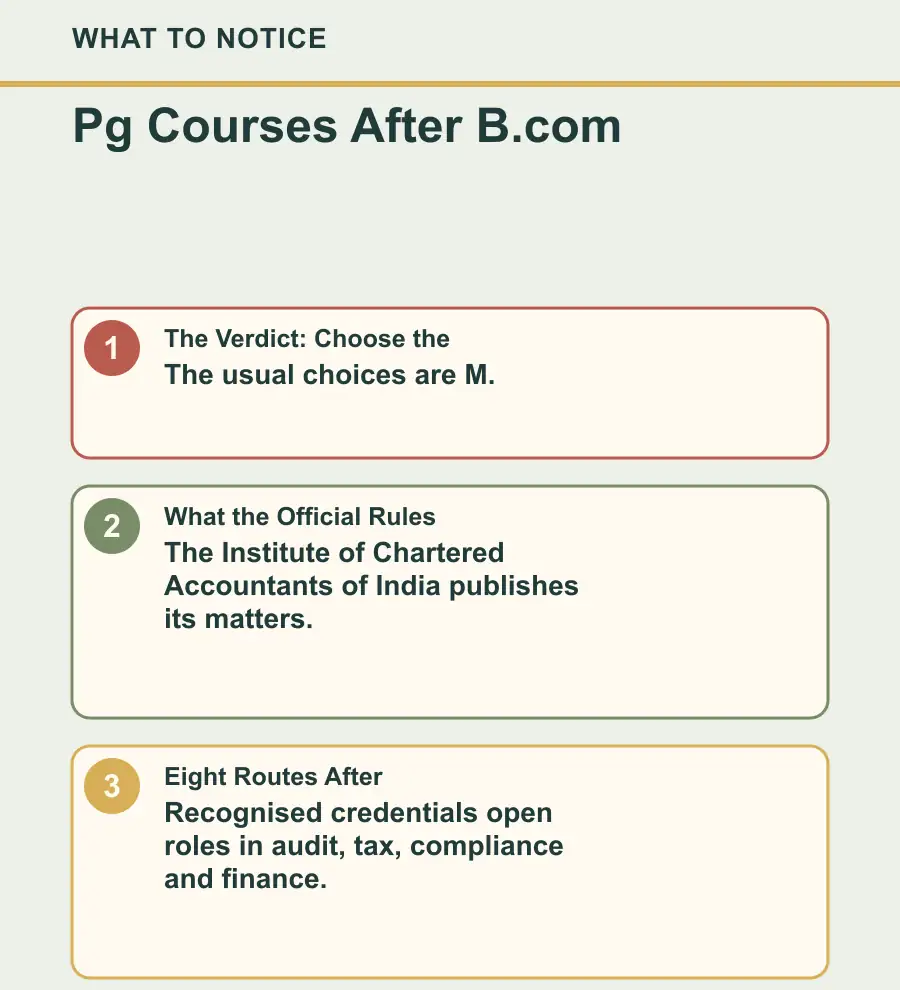 WHAT TO NOTICE
Pg Courses After B.com
1
The Verdict: Choose the
The usual choices are M.
2
What the Official Rules
The Institute of Chartered
Accountants of India publishes
its matters.
3
Eight Routes After
Recognised credentials open
roles in audit, tax, compliance
and finance.